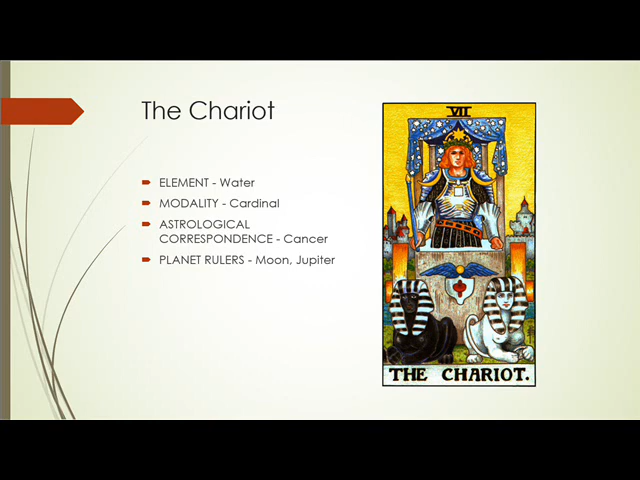 The Chariot
ELEMENT - Water
MODALITY - Cardinal
ASTROLOGICAL
CORRESPONDENCE - Cancer
PLANET RULERS - Moon, Jupiter
VII
THE CHARIOT.